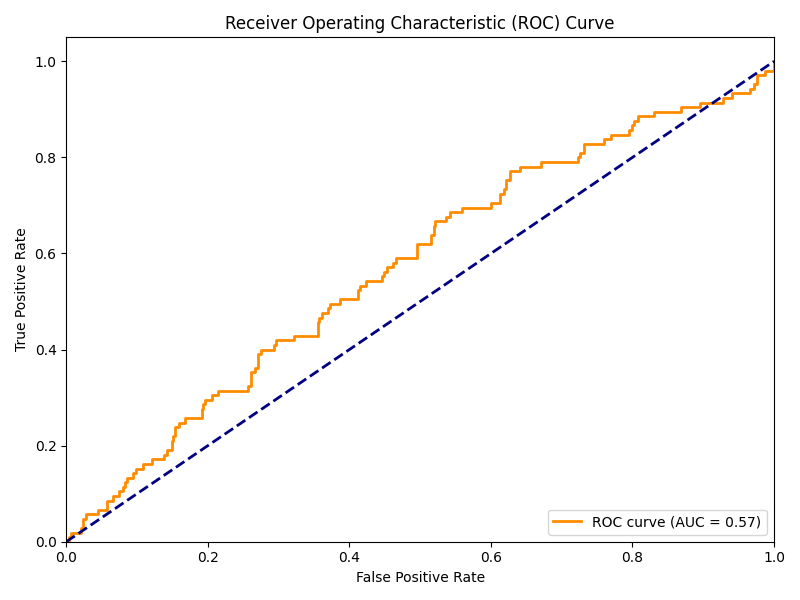 Receiver Operating Characteristic (ROC) Curve
True Positive Rate
1.0
0.8
0.6
0.4
0.2
0.0
0.0 0.2 0.4 0.6 0.8 1.0
False Positive Rate
ROC curve (AUC = 0.57)